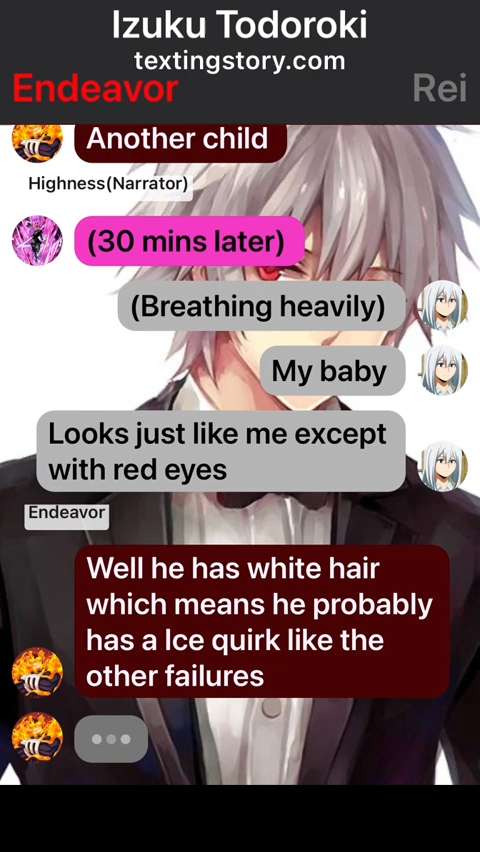 Izuku Todoroki
textingstory.com
Endeavor
Rei
Another child
Highness(Narrator)
(30 mins later)
(Breathing heavily)
My baby
Looks just like me except
with red eyes
Endeavor
Well he has white hair
which means he probably
has a Ice quirk like the
other failures